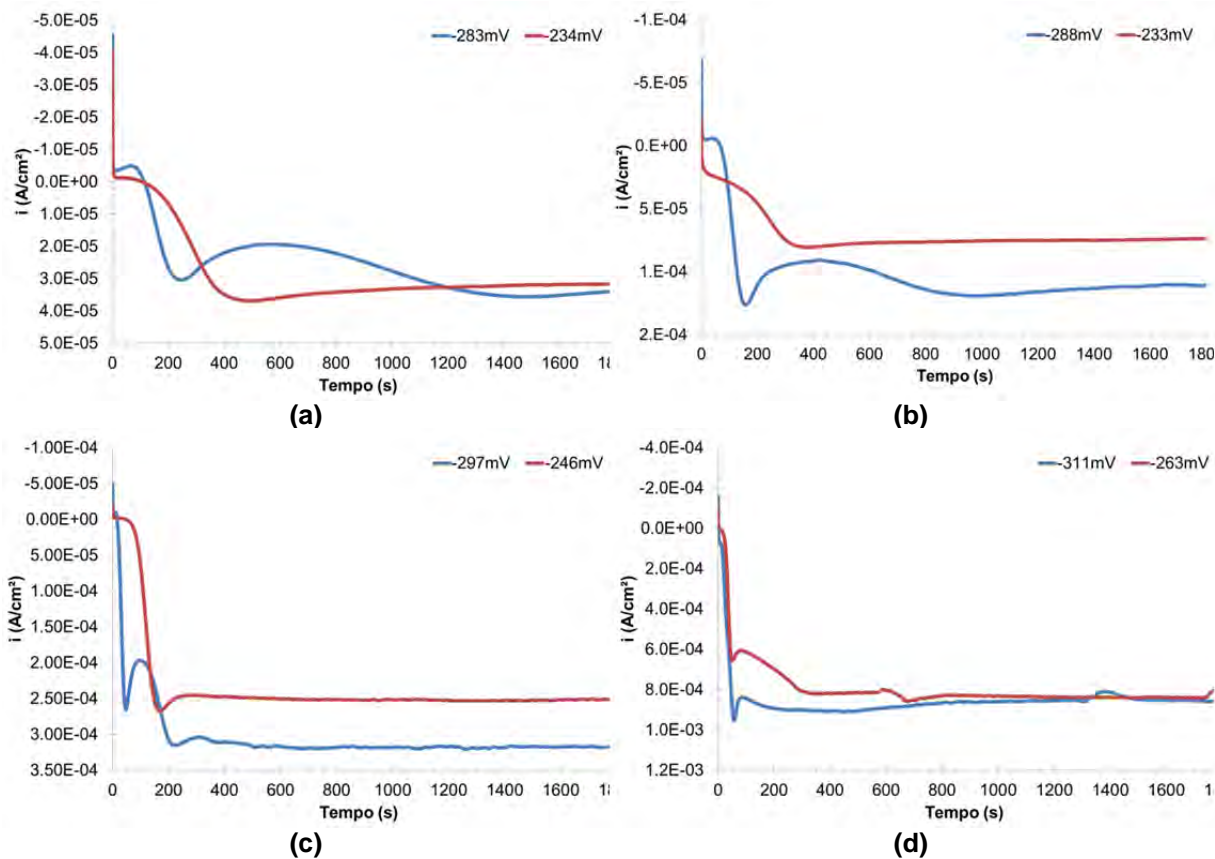 -5.0E-05
-283mV -234mV
-4.0E-05
-3.0E-05
-2.0E-05
-1.0E-05
0.0E+00
1.0E-05
2.0E-05
3.0E-05
4.0E-05
5.0E-05
i (A/cm²)
0 200 400 600 800 1000 1200 1400 1600
Tempo (s)
(a)
-1.0E-04
-288mV -233mV
-5.0E-05
0.0E+00
5.0E-05
1.0E-04
2.0E-04
i (A/cm²)
0 200 400 600 800 1000 1200 1400 1600 180
Tempo (s)
(b)
-1.00E-04
-297mV -246mV
-5.00E-05
0.00E+00
5.00E-05
1.00E-04
1.50E-04
2.00E-04
2.50E-04
3.00E-04
3.50E-04
i (A/cm²)
0 200 400 600 800 1000 1200 1400 1600
Tempo (s)
(c)
-4.0E-04
-311mV -263mV
-2.0E-04
0.0E+00
2.0E-04
4.0E-04
6.0E-04
8.0E-04
1.0E-03
1.2E-03
i (A/cm²)
0 200 400 600 800 1000 1200 1400 1600
Tempo (s)
(d)